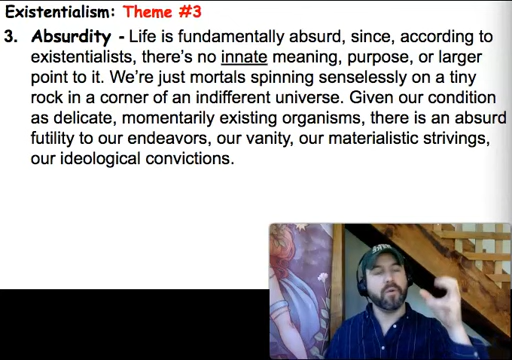 Existentialism: Theme #3
3. Absurdity - Life is fundamentally absurd, since, according to
existentialists, there's no innate meaning, purpose, or larger
point to it. We're just mortals spinning senselessly on a tiny
rock in a corner of an indifferent universe. Given our condition
as delicate, momentarily existing organisms, there is an absurd
futility to our endeavors, our vanity, our materialistic strivings,
our ideological convictions.